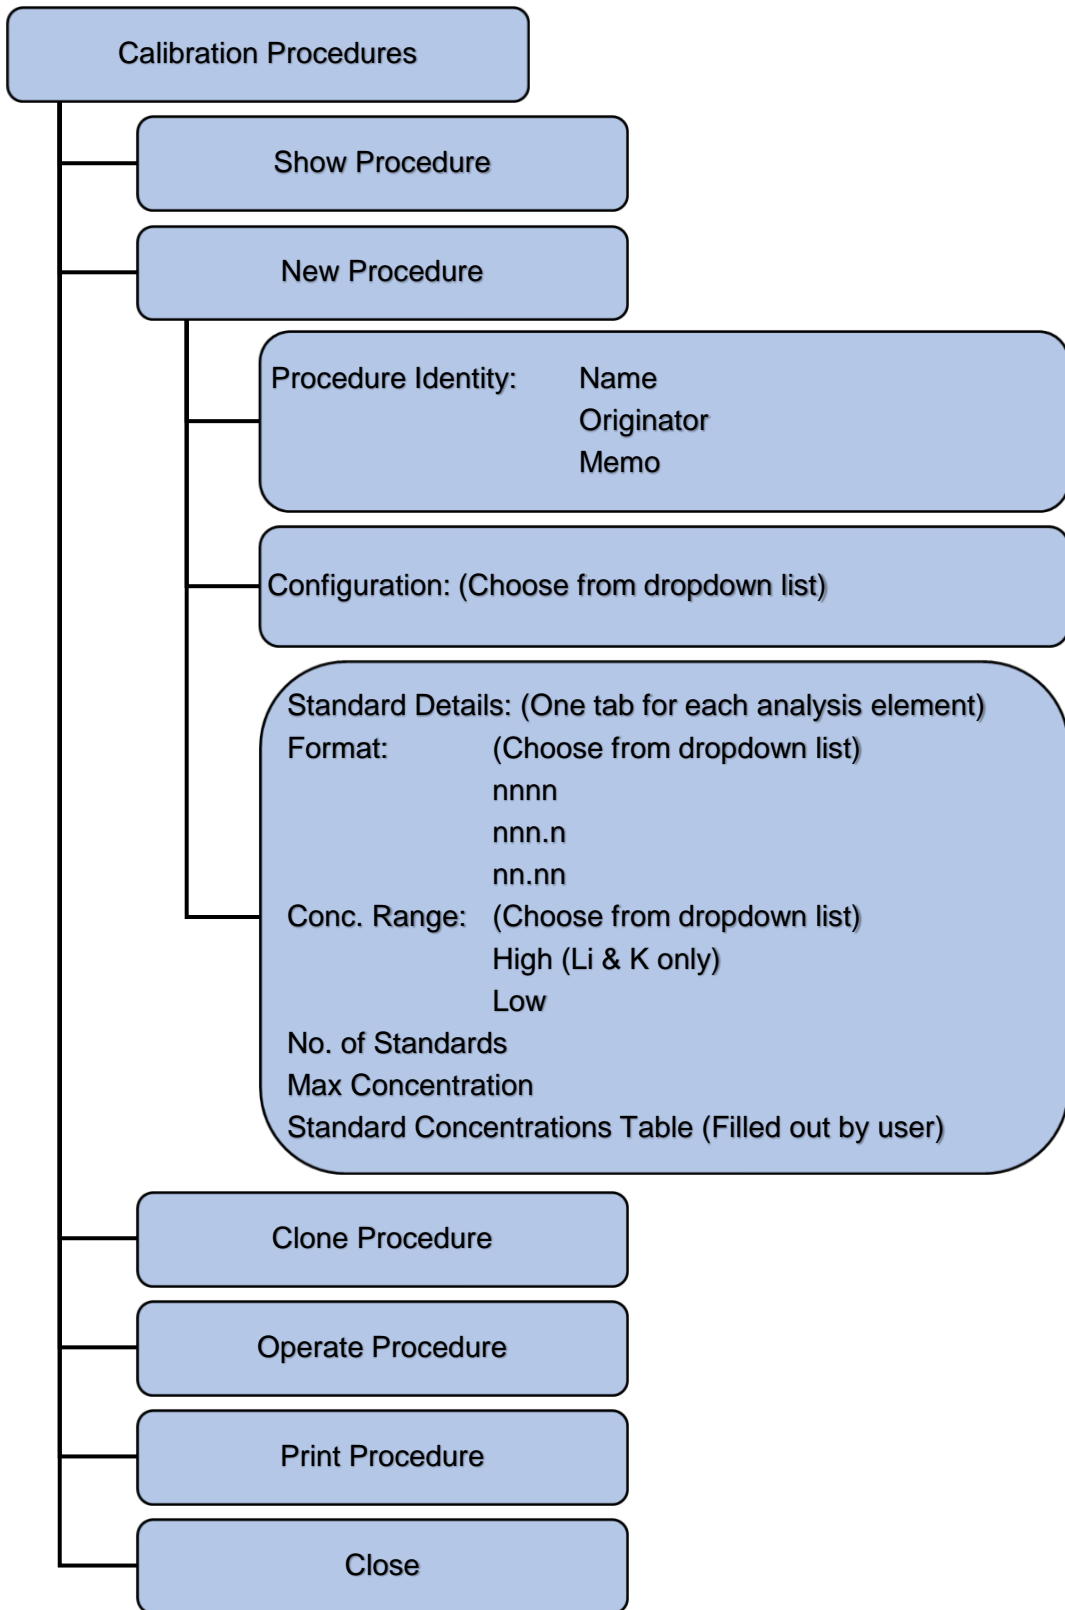 Calibration Procedures
Show Procedure
New Procedure
Procedure Identity: Name
Originator
Memo
Configuration: (Choose from dropdown list)
Standard Details: (One tab for each analysis element)
Format: (Choose from dropdown list)
nnnn
nnn.n
nn.nn
Conc. Range: (Choose from dropdown list)
High (Li & K only)
Low
No. of Standards
Max Concentration
Standard Concentrations Table (Filled out by user)
Clone Procedure
Operate Procedure
Print Procedure
Close